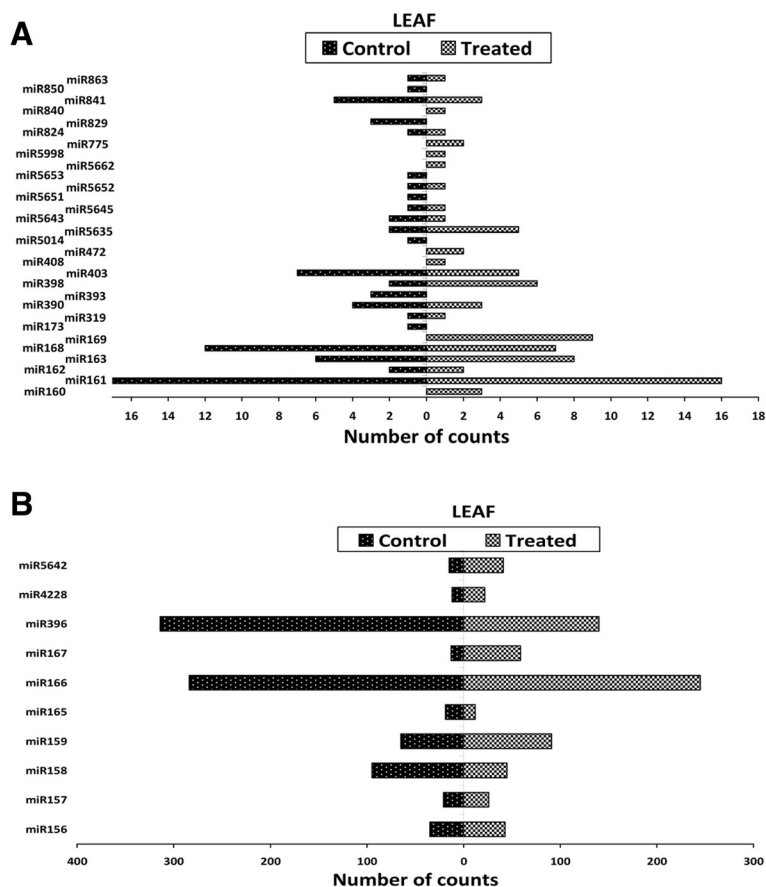 A
LEAF
Control Treated
miR863
miR850
miR841
miR840
miR829
miR824
miR775
miR5998
miR5662
miR5653
miR5652
miR5651
miR5645
miR5643
miR5635
miR5014
miR472
miR408
miR403
miR398
miR393
miR390
miR319
miR173
miR169
miR168
miR163
miR162
miR161
miR160
16 14 12 10 8 6 4 2 0 2 4 6 8 10 12 14 16 18
Number of counts
B
LEAF
Control Treated
miR5642
miR4228
miR396
miR167
miR166
miR165
miR159
miR158
miR157
miR156
400 300 200 100 0 100 200 300
Number of counts